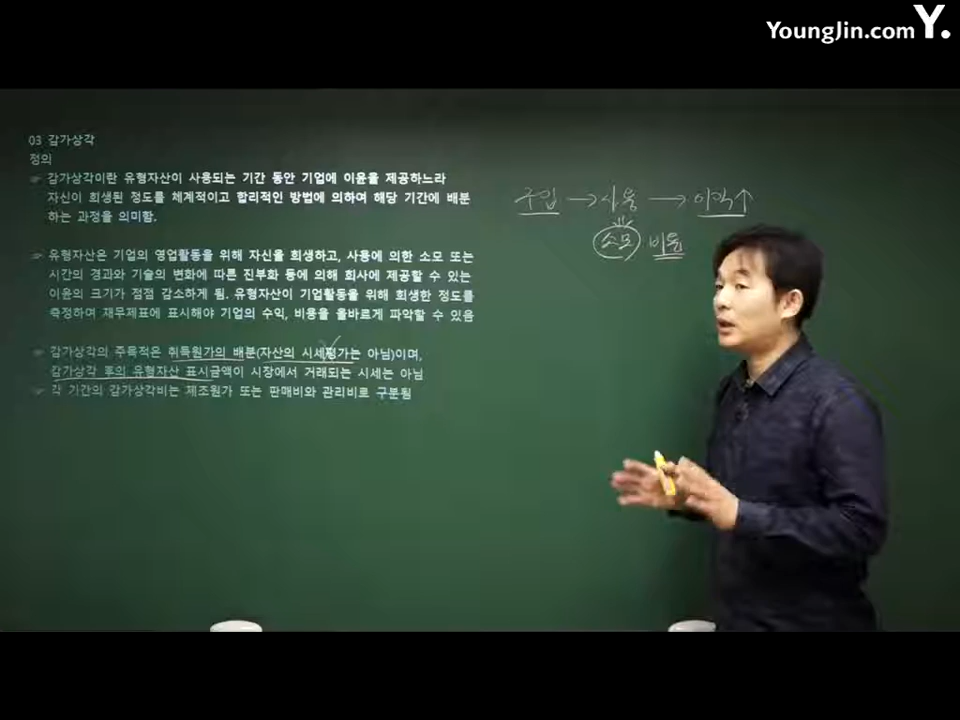 YoungJin.com Y.
03 감가상각
정의
감가상각이란 유형자산이 사용되는 기간 동안 기업에 이윤을 제공하느라
자신이 희생된 정도를 체계적이고 합리적인 방법에 의하여 해당 기간에 배분
하는 과정을 의미함.
유형자산은 기업의 영업활동을 위해 자신을 희생하고, 사용에 의한 소모 또는
시간의 경과와 기술의 변화에 따른 진부화 등에 의해 회사에 제공할 수 있는
이윤의 크기가 점점 감소하게 됨. 유형자산이 기업활동을 위해 희생한 정도를
측정하여 재무제표에 표시해야 기업의 수익, 비용을 올바르게 파악할 수 있음
감가상각의 주목적은 취득원가의 배분(자산의 시세평가는 아님)이며,
감가상각 후의 유형자산 표시금액이 시장에서 거래되는 시세는 아님
각 기간의 감가상각비는 제조원가 또는 판매비와 관리비로 구분됨
구입 → 사용 → 이익↑
소모 비용